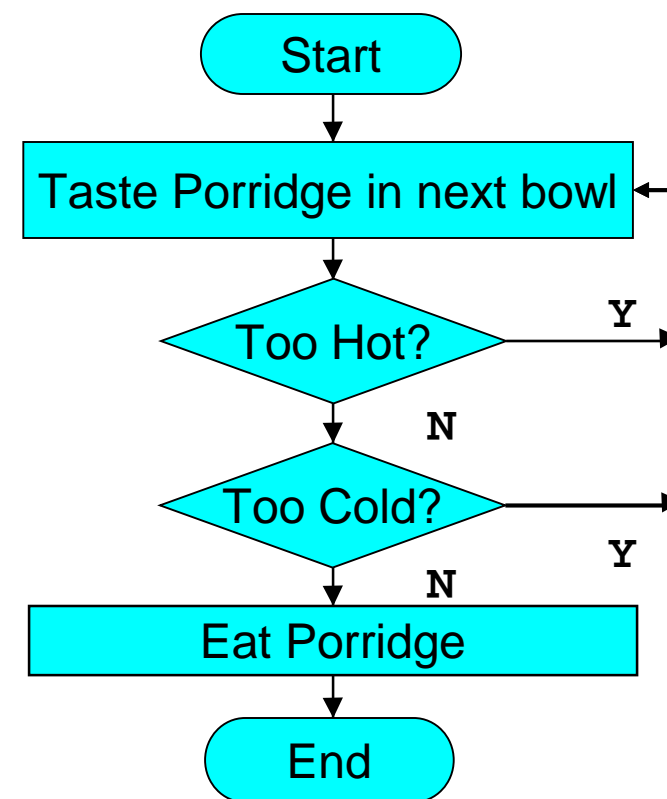 Start
Taste Porridge in next bowl
Too Hot?
Y
N
Too Cold?
Y
N
Eat Porridge
End